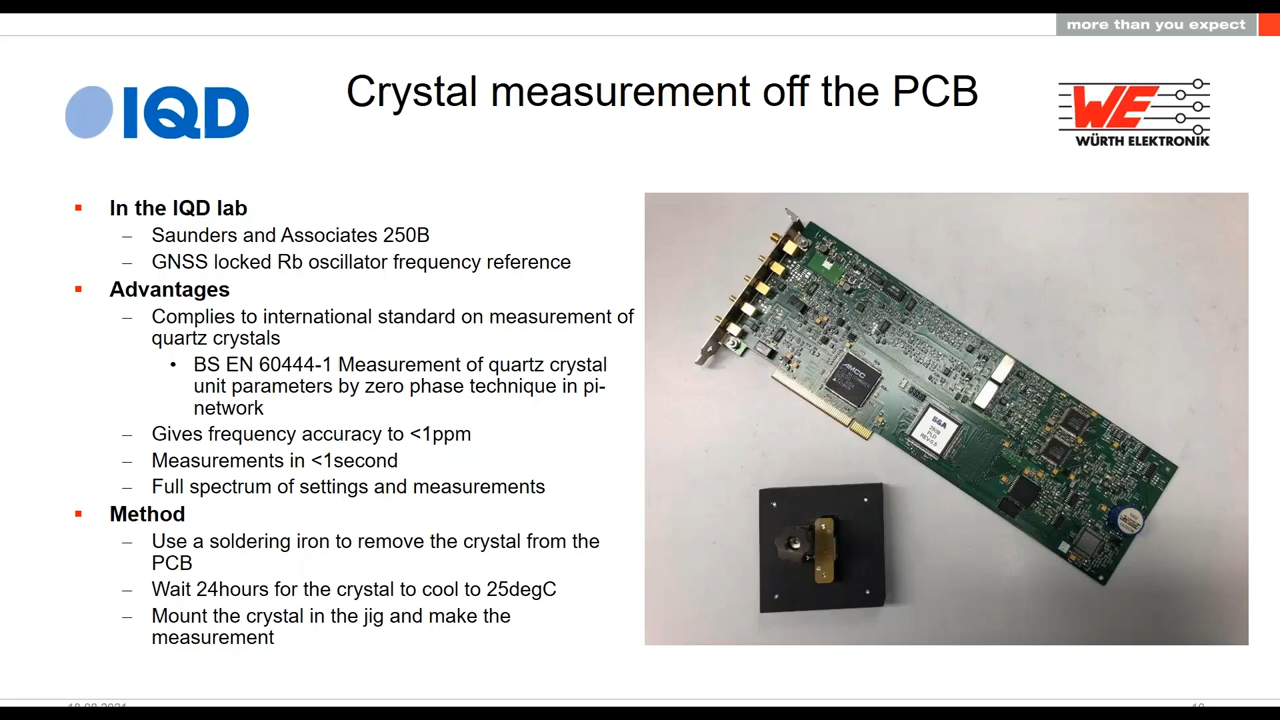 more than you expect
IQD
Crystal measurement off the PCB
WE
WÜRTH ELEKTRONIK
▪ In the IQD lab
– Saunders and Associates 250B
– GNSS locked Rb oscillator frequency reference
▪ Advantages
– Complies to international standard on measurement of
quartz crystals
• BS EN 60444-1 Measurement of quartz crystal
unit parameters by zero phase technique in pi-
network
– Gives frequency accuracy to <1ppm
– Measurements in <1second
– Full spectrum of settings and measurements
▪ Method
– Use a soldering iron to remove the crystal from the
PCB
– Wait 24hours for the crystal to cool to 25degC
– Mount the crystal in the jig and make the
measurement
AMCC
S&A
250B
PLD